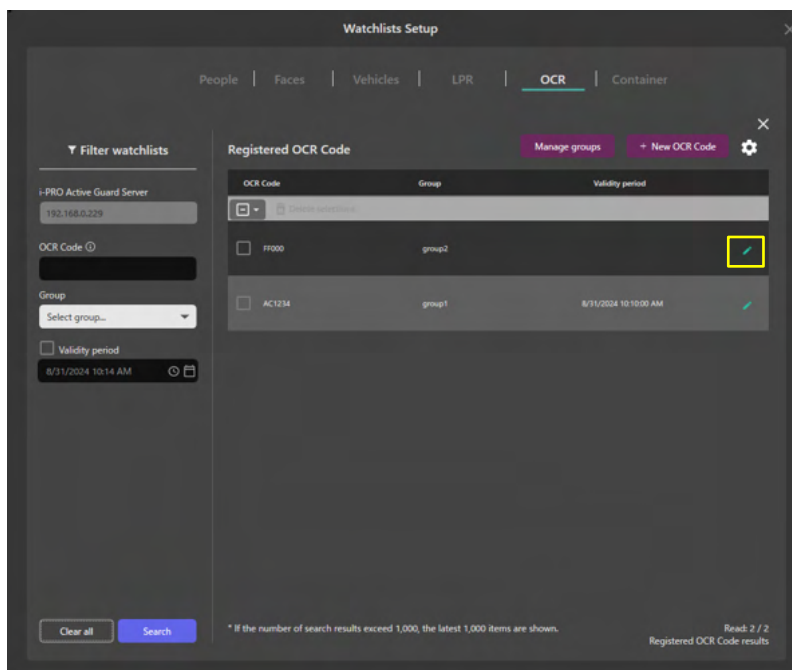 Watchlists Setup
People | Faces | Vehicles | LPR | OCR | Container
Filter watchlists
i-PRO Active Guard Server
192.168.0.229
OCR Code
Group
Select group...
Validity period
8/31/2024 10:14 AM
Clear all
Search
Registered OCR Code
Manage groups
+ New OCR Code
OCR Code Group Validity period
Delete selections
FF000 group2
AC1234 group1 8/31/2024 10:10:00 AM
* If the number of search results exceed 1,000, the latest 1,000 items are shown.
Read: 2 / 2
Registered OCR Code results